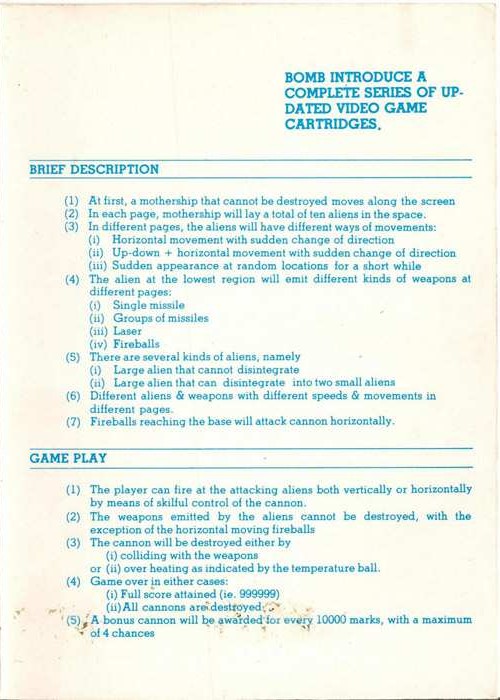 BOMB INTRODUCE A
COMPLETE SERIES OF UP-
DATED VIDEO GAME
CARTRIDGES.
BRIEF DESCRIPTION
(1) At first, a mothership that cannot be destroyed moves along the screen
(2) In each page, mothership will lay a total of ten aliens in the space.
(3) In different pages, the aliens will have different ways of movements:
(i) Horizontal movement with sudden change of direction
(ii) Up-down + horizontal movement with sudden change of direction
(iii) Sudden appearance at random locations for a short while
(4) The alien at the lowest region will emit different kinds of weapons at
different pages:
(i) Single missile
(ii) Groups of missiles
(iii) Laser
(iv) Fireballs
(5) There are several kinds of aliens, namely
(i) Large alien that cannot disintegrate
(ii) Large alien that can disintegrate into two small aliens
(6) Different aliens & weapons with different speeds & movements in
different pages.
(7) Fireballs reaching the base will attack cannon horizontally.
GAME PLAY
(1) The player can fire at the attacking aliens both vertically or horizontally
by means of skilful control of the cannon.
(2) The weapons emitted by the aliens cannot be destroyed, with the
exception of the horizontal moving fireballs
(3) The cannon will be destroyed either by
(i) colliding with the weapons
or (ii) over heating as indicated by the temperature ball.
(4) Game over in either cases:
(i) Full score attained (ie. 999999)
(ii) All cannons are destroyed.
(5) A bonus cannon will be awarded for every 10000 marks, with a maximum
of 4 chances